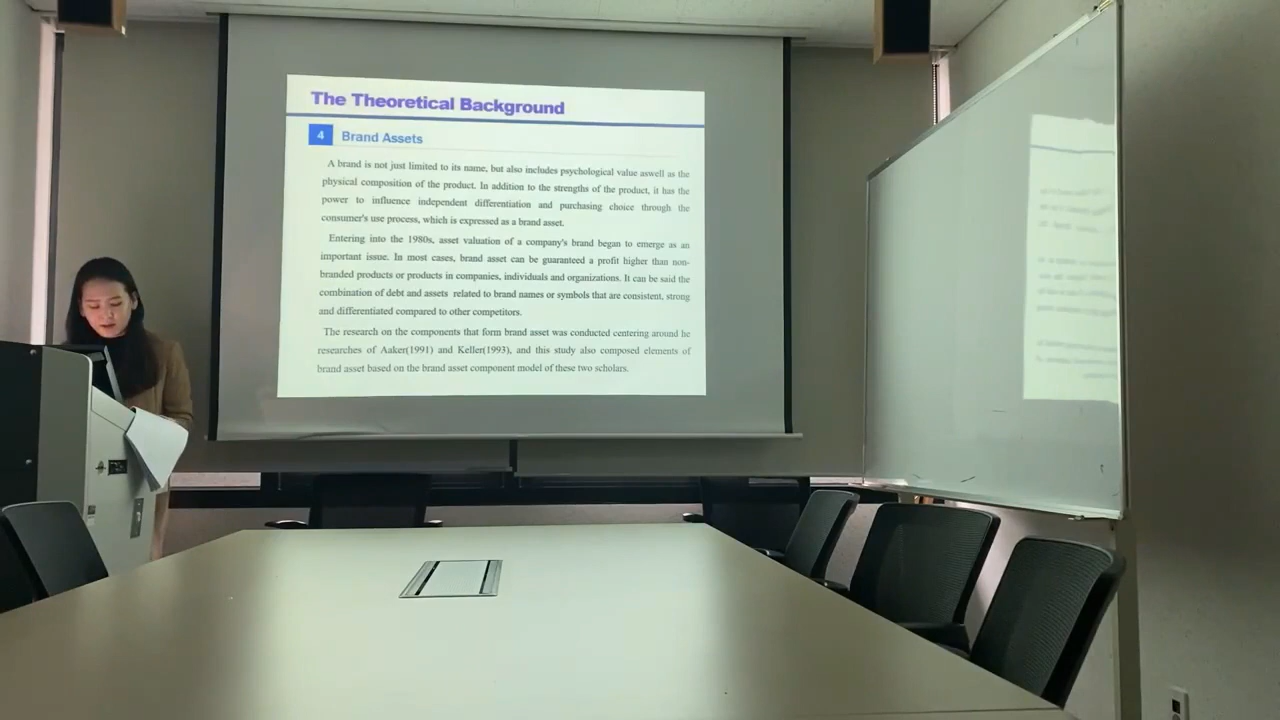 The Theoretical Background
4 Brand Assets
A brand is not just limited to its name, but also includes psychological value aswell as the
physical composition of the product. In addition to the strengths of the product, it has the
power to influence independent differentiation and purchasing choice through the
consumer's use process, which is expressed as a brand asset.
Entering into the 1980s, asset valuation of a company's brand began to emerge as an
important issue. In most cases, brand asset can be guaranteed a profit higher than non-
branded products or products in companies, individuals and organizations. It can be said the
combination of debt and assets related to brand names or symbols that are consistent, strong
and differentiated compared to other competitors.
The research on the components that form brand asset was conducted centering around he
researches of Aaker(1991) and Keller(1993), and this study also composed elements of
brand asset based on the brand asset component model of these two scholars.